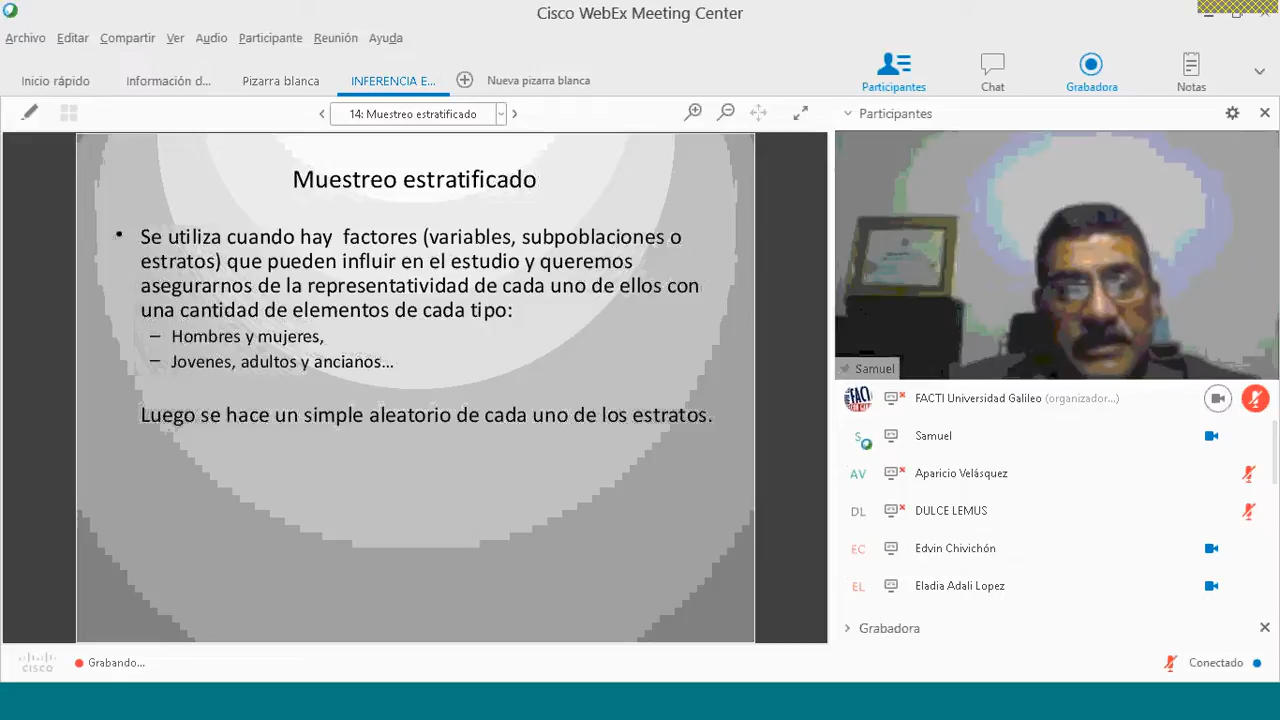 Cisco WebEx Meeting Center
Archivo Editar Compartir Ver Audio Participante Reunión Ayuda
Participantes Chat Grabadora Notas
Inicio rápido Información d... Pizarra blanca INFERENCIA E... Nueva pizarra blanca
14: Muestreo estratificado
Participantes
Muestreo estratificado
• Se utiliza cuando hay factores (variables, subpoblaciones o
estratos) que pueden influir en el estudio y queremos
asegurarnos de la representatividad de cada uno de ellos con
una cantidad de elementos de cada tipo:
– Hombres y mujeres,
– Jovenes, adultos y ancianos...
Luego se hace un simple aleatorio de cada uno de los estratos.
Samuel
FACTI Universidad Galileo (organizador...)
S Samuel
AV Aparicio Velásquez
DL DULCE LEMUS
EC Edvin Chivichón
EL Eladia Adali Lopez
Grabadora
cisco Grabando...
Conectado